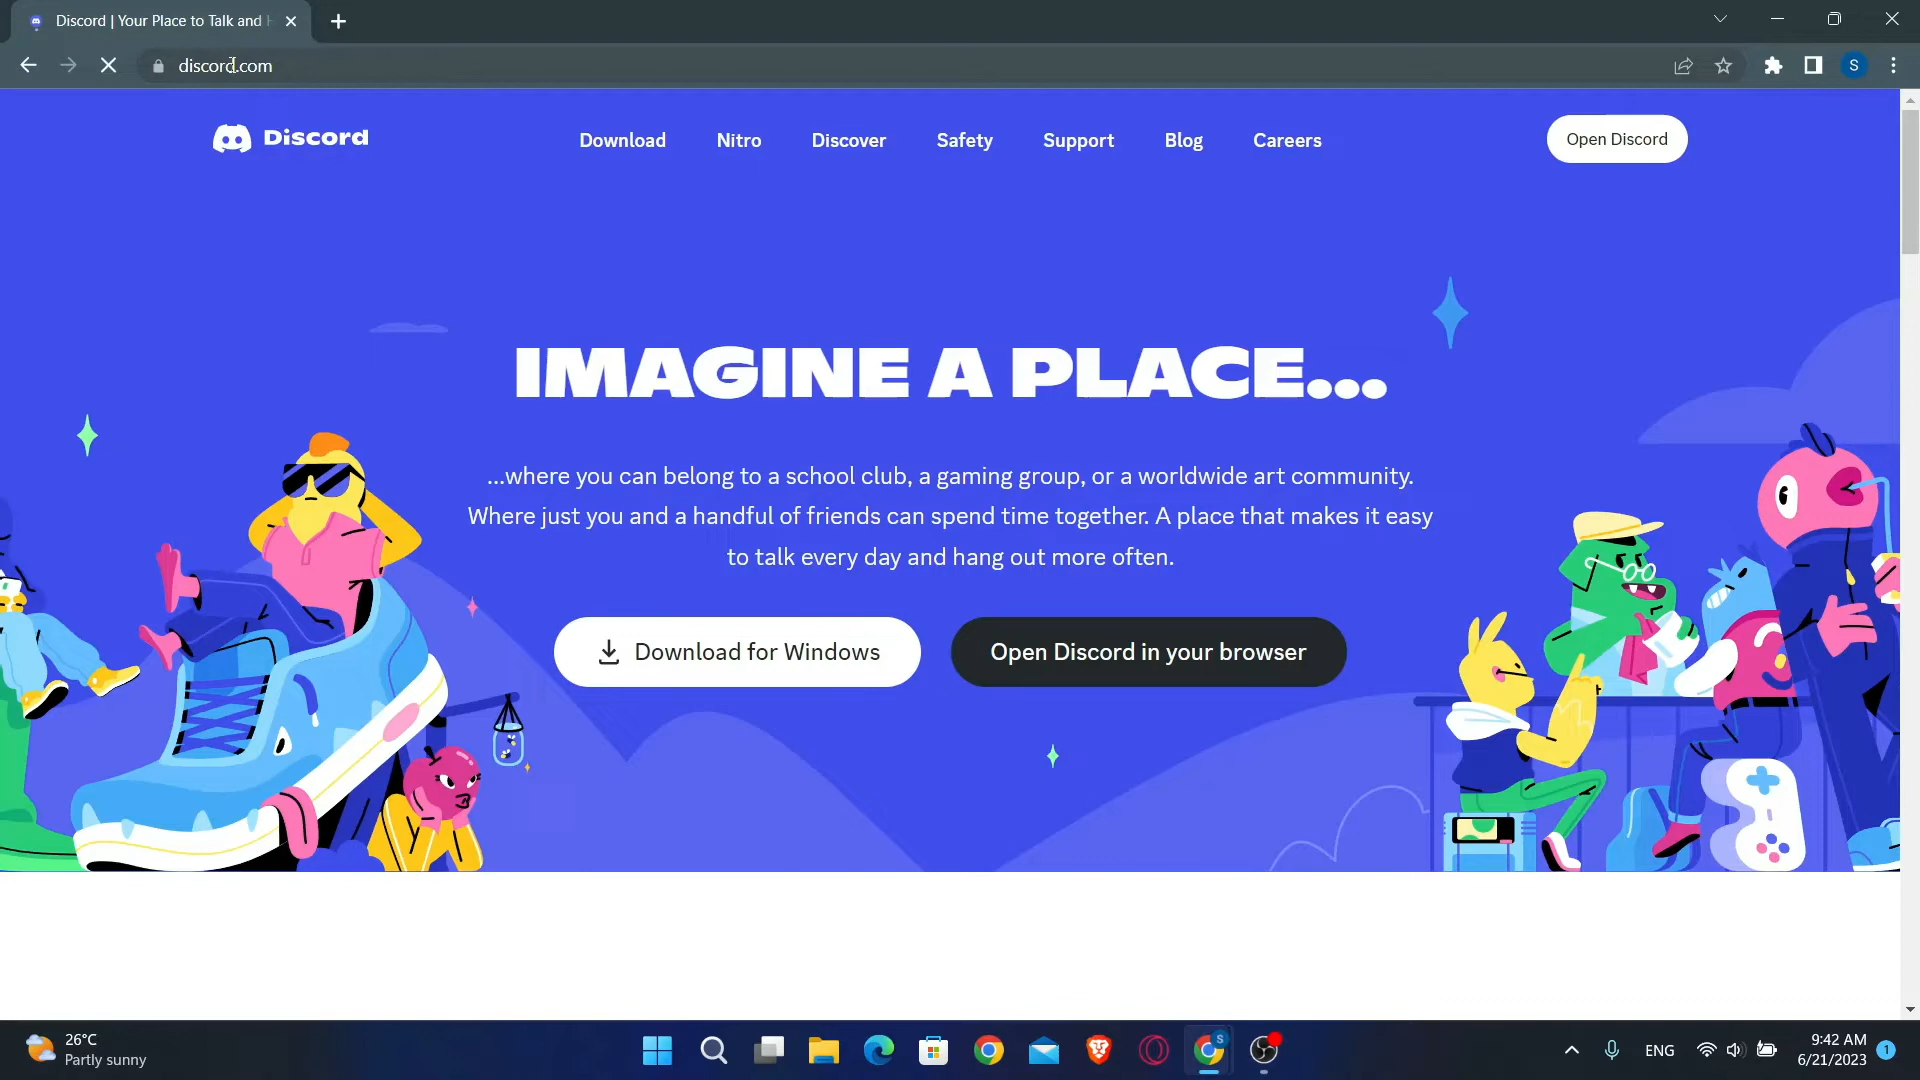 Discord | Your Place to Talk and H
discord.com
S
Discord
Download
Nitro
Discover
Safety
Support
Blog
Careers
Open Discord
IMAGINE A PLACE...
...where you can belong to a school club, a gaming group, or a worldwide art community.
Where just you and a handful of friends can spend time together. A place that makes it easy
to talk every day and hang out more often.
Download for Windows
Open Discord in your browser
26°C
Partly sunny
S
ENG
9:42 AM
6/21/2023
1